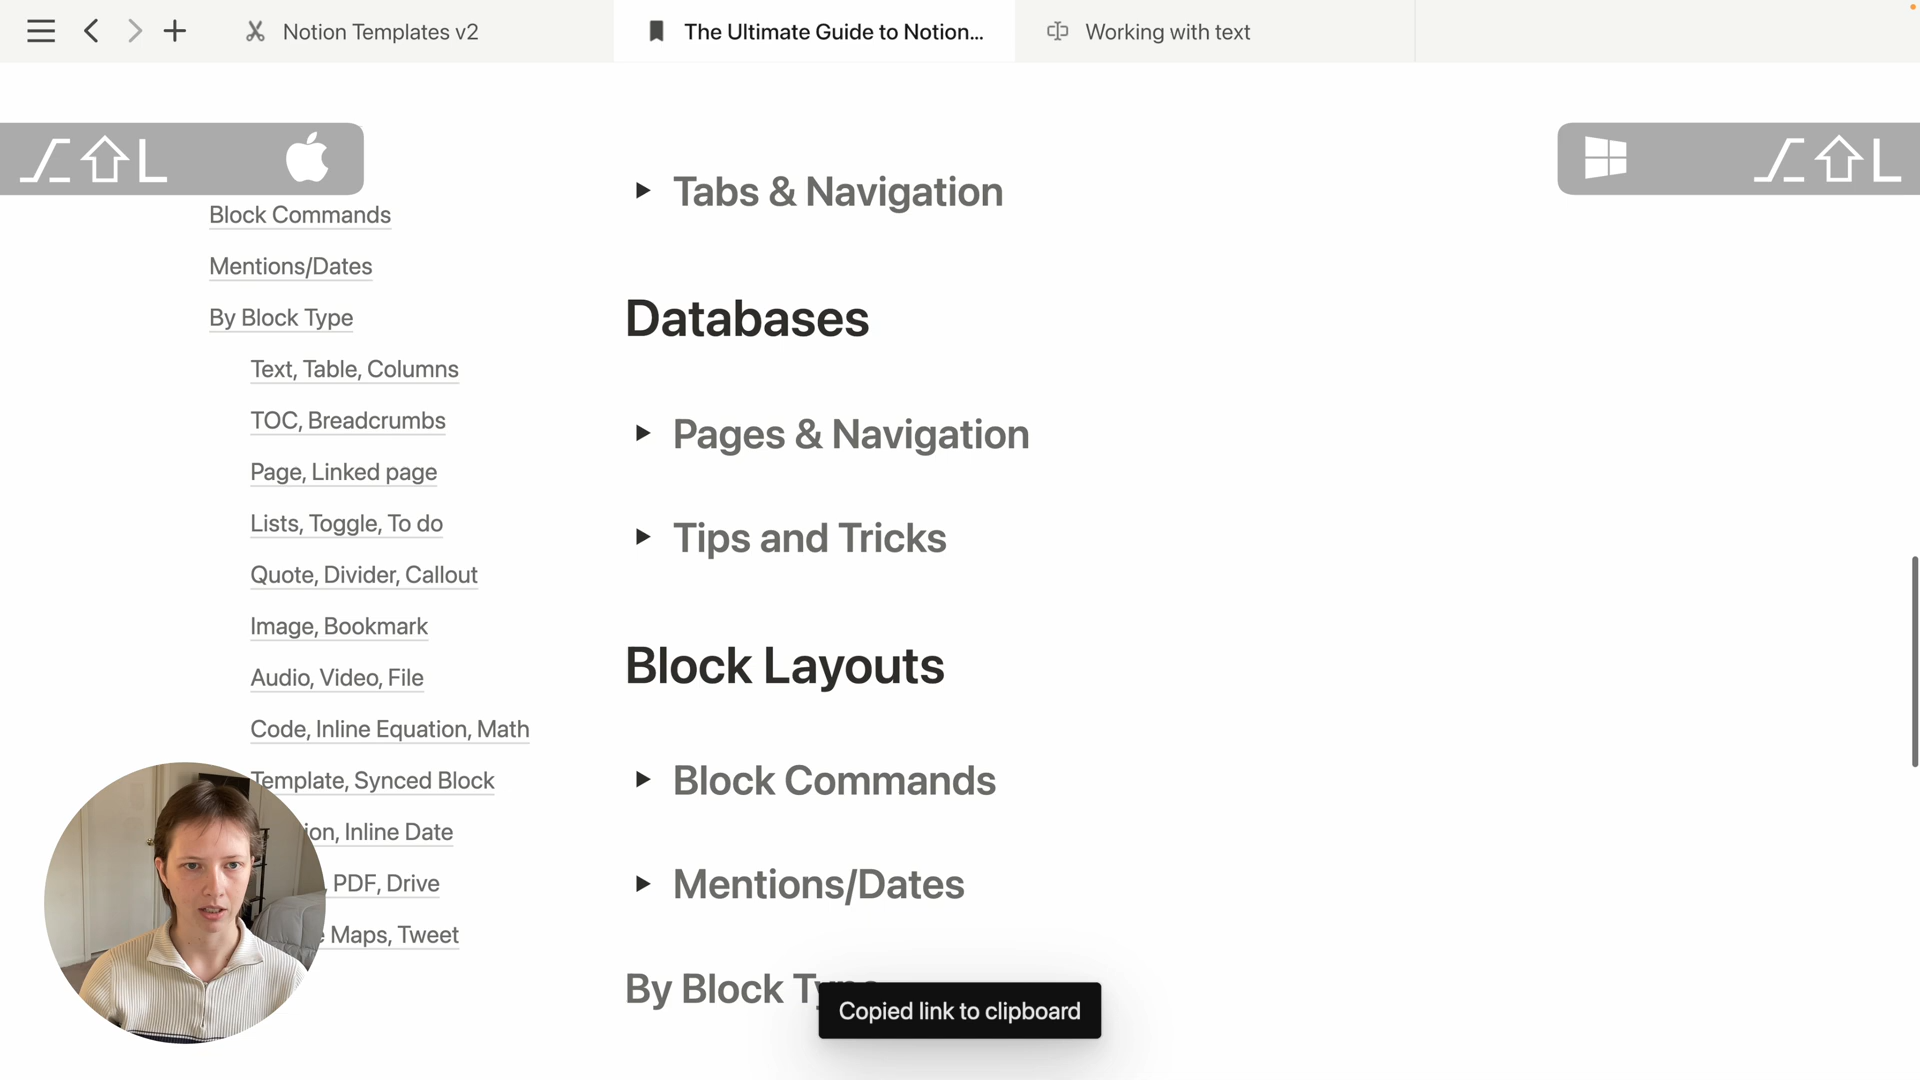 Notion Templates v2
The Ultimate Guide to Notion...
Working with text
⌥⇧L
⌥⇧L
Block Commands
Mentions/Dates
By Block Type
Text, Table, Columns
TOC, Breadcrumbs
Page, Linked page
Lists, Toggle, To do
Quote, Divider, Callout
Image, Bookmark
Audio, Video, File
Code, Inline Equation, Math
Template, Synced Block
Inline Date
PDF, Drive
Maps, Tweet
Tabs & Navigation
Databases
Pages & Navigation
Tips and Tricks
Block Layouts
Block Commands
Mentions/Dates
By Block
Copied link to clipboard